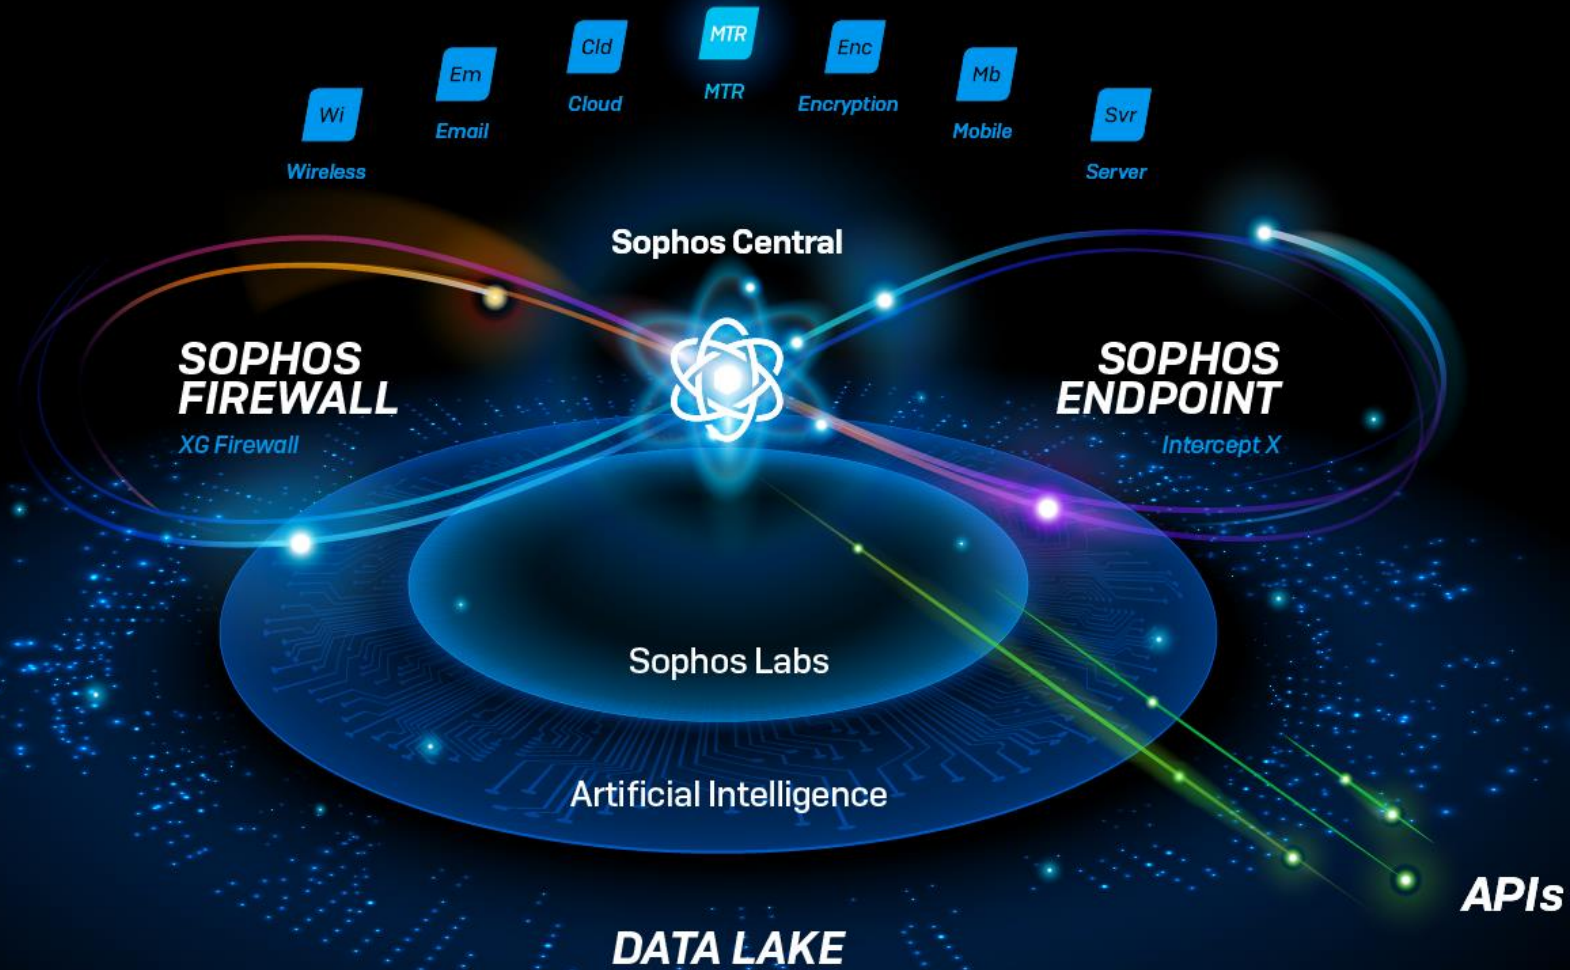 MTR
Cld
Enc
Em
Mb
Wi
Svr
MTR
Cloud
Encryption
Email
Mobile
Wireless
Server
Sophos Central
SOPHOS
FIREWALL
XG Firewall
SOPHOS
ENDPOINT
Intercept X
Sophos Labs
Artificial Intelligence
APIs
DATA LAKE